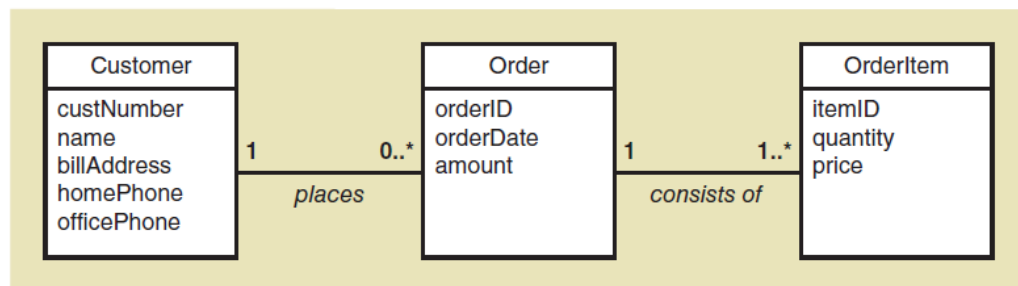 Customer
custNumber
name
billAddress
homePhone
officePhone
1
0..*
places
Order
orderID
orderDate
amount
1
1..*
consists of
OrderItem
itemID
quantity
price